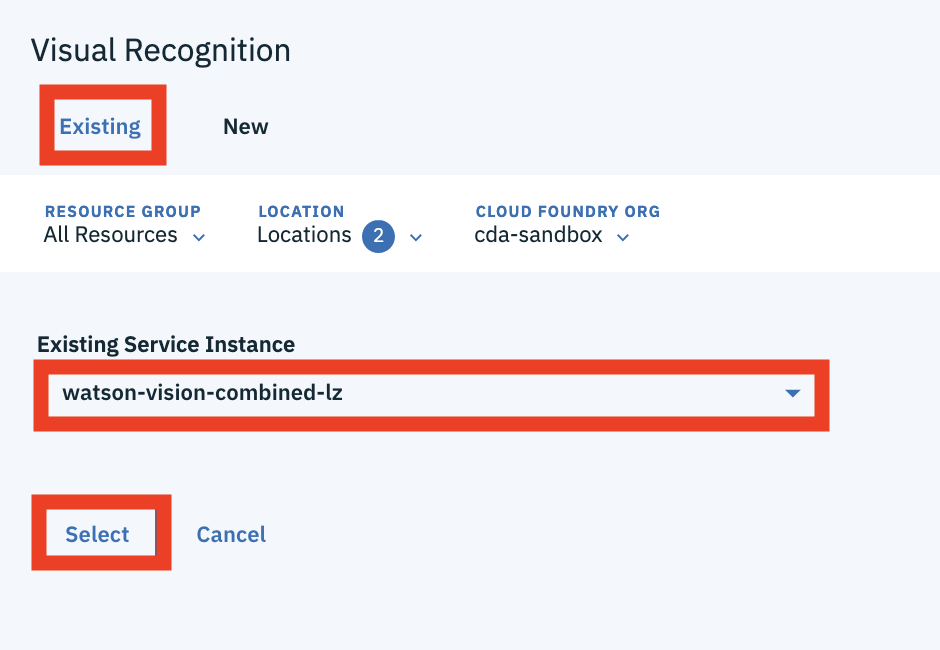 Visual Recognition
Existing New
RESOURCE GROUP LOCATION CLOUD FOUNDRY ORG
All Resources Locations 2 cda-sandbox
Existing Service Instance
watson-vision-combined-lz
Select Cancel